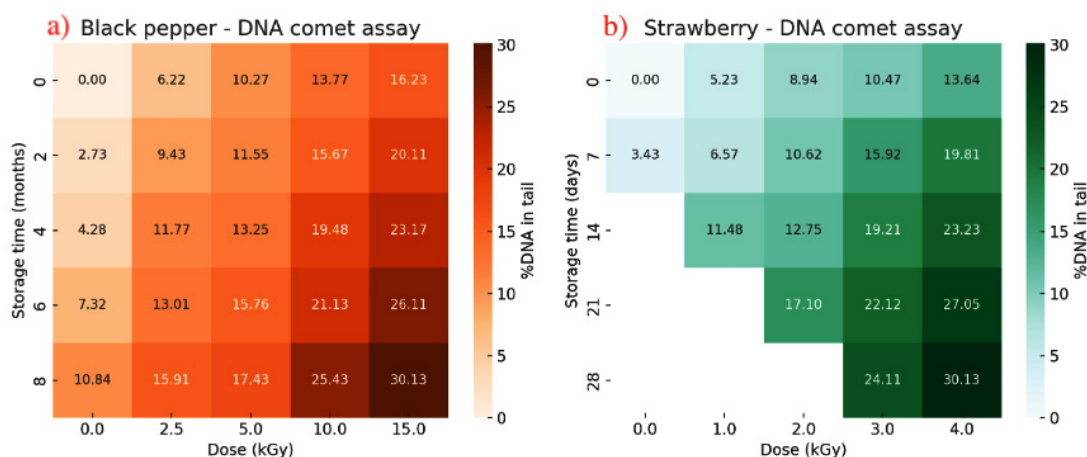 a) Black pepper - DNA comet assay
Storage time (months)
0 0.00 6.22 10.27 13.77 16.23
2 2.73 9.43 11.55 15.67 20.11
4 4.28 11.77 13.25 19.48 23.17
6 7.32 13.01 15.76 21.13 26.11
8 10.84 15.91 17.43 25.43 30.13
0.0 2.5 5.0 10.0 15.0
Dose (kGy)
30
25
20
15
10
5
0
%DNA in tail
b) Strawberry - DNA comet assay
Storage time (days)
0 0.00 5.23 8.94 10.47 13.64
7 3.43 6.57 10.62 15.92 19.81
14 11.48 12.75 19.21 23.23
21 17.10 22.12 27.05
28 24.11 30.13
0.0 1.0 2.0 3.0 4.0
Dose (kGy)
30
25
20
15
10
5
0
%DNA in tail